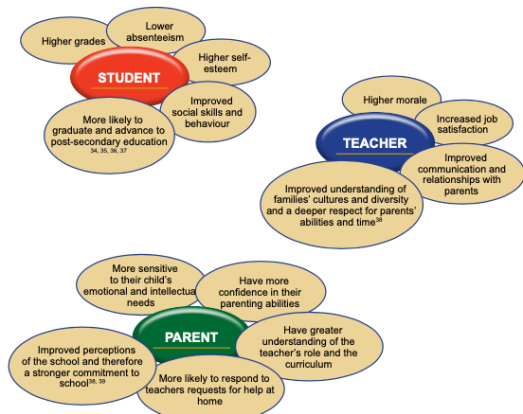 Higher grades
Lower
absenteeism
Higher self-
esteem
STUDENT
Improved
social skills and
behaviour
More likely to
graduate and advance to
post-secondary education
34, 35, 36, 37
Higher morale
Increased job
satisfaction
TEACHER
Improved
communication and
relationships with
parents
Improved understanding of
families' cultures and diversity
and a deeper respect for parents'
abilities and time38
More sensitive
to their child's
emotional and intellectual
needs
Have more
confidence in their
parenting abilities
PARENT
Have greater
understanding of the
teacher's role and the
curriculum
Improved perceptions
of the school and therefore
a stronger commitment to
school38, 39
More likely to respond to
teachers requests for help at
home